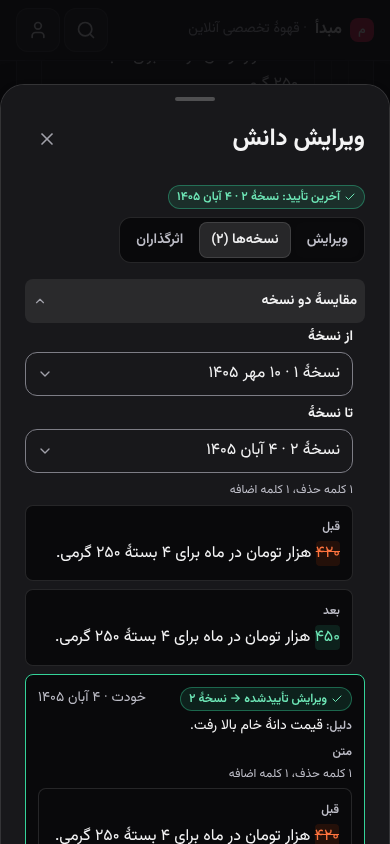 م مبدأ · قهوهٔ تخصصی آنلاین
ویرایش دانش
آخرین تأیید: نسخهٔ ۲ · ۴ آبان ۱۴۰۵
ویرایش
نسخه‌ها (۲)
اثرگذاران
مقایسهٔ دو نسخه
از نسخهٔ
نسخهٔ ۱ · ۱۰ مهر ۱۴۰۵
تا نسخهٔ
نسخهٔ ۲ · ۴ آبان ۱۴۰۵
۱ کلمه حذف، ۱ کلمه اضافه
قبل
۴۲۰ هزار تومان در ماه برای ۴ بستهٔ ۲۵۰ گرمی.
بعد
۴۵۰ هزار تومان در ماه برای ۴ بستهٔ ۲۵۰ گرمی.
ویرایش تأییدشده → نسخهٔ ۲
خودت · ۴ آبان ۱۴۰۵
دلیل: قیمت دانهٔ خام بالا رفت.
متن
۱ کلمه حذف، ۱ کلمه اضافه
قبل
۴۲۰ هزار تومان در ماه برای ۴ بستهٔ ۲۵۰ گرمی.